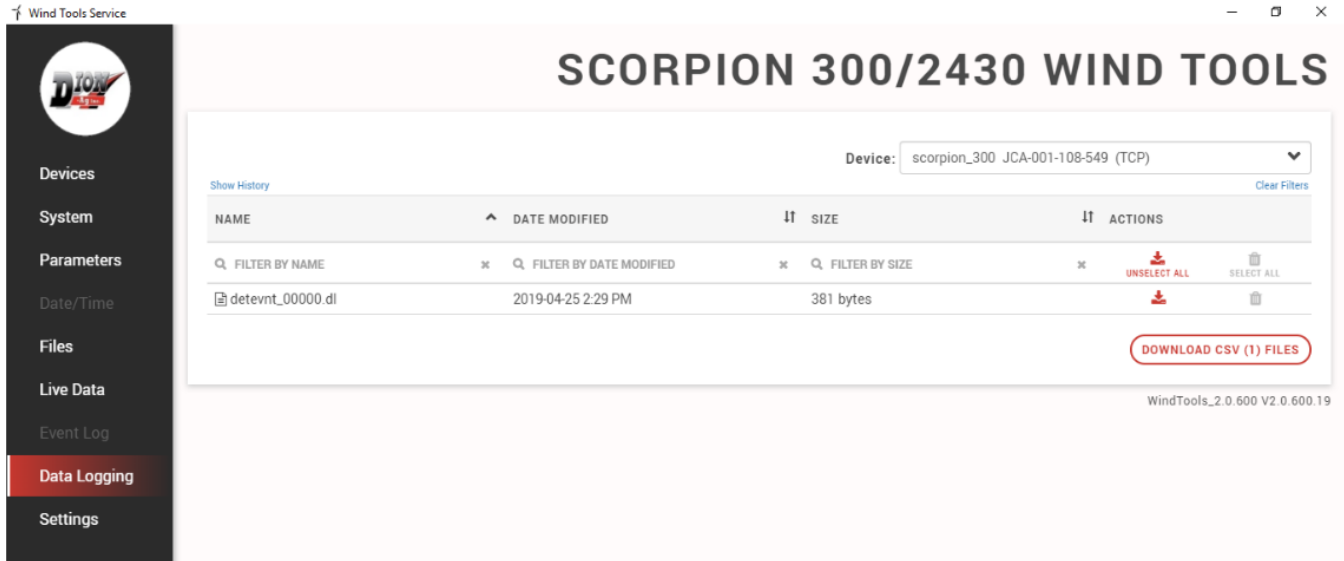 Wind Tools Service
DION
Ag Inc
SCORPION 300/2430 WIND TOOLS
Devices
System
Parameters
Date/Time
Files
Live Data
Event Log
Data Logging
Settings
Device: scorpion_300 JCA-001-108-549 (TCP)
Show History Clear Filters
NAME DATE MODIFIED SIZE ACTIONS
FILTER BY NAME FILTER BY DATE MODIFIED FILTER BY SIZE UNSELECT ALL SELECT ALL
detevnt_00000.dl 2019-04-25 2:29 PM 381 bytes
DOWNLOAD CSV (1) FILES
WindTools_2.0.600 V2.0.600.19